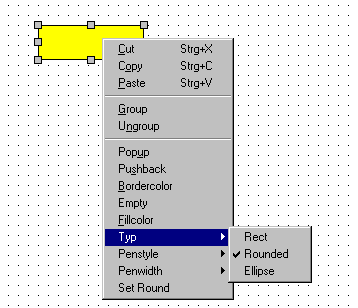 Cut Strg+X
Copy Strg+C
Paste Strg+V
Group
Ungroup
Popup
Pushback
Bordercolor
Empty
Fillcolor
Typ
Penstyle
Penwidth
Set Round
Rect
Rounded
Ellipse